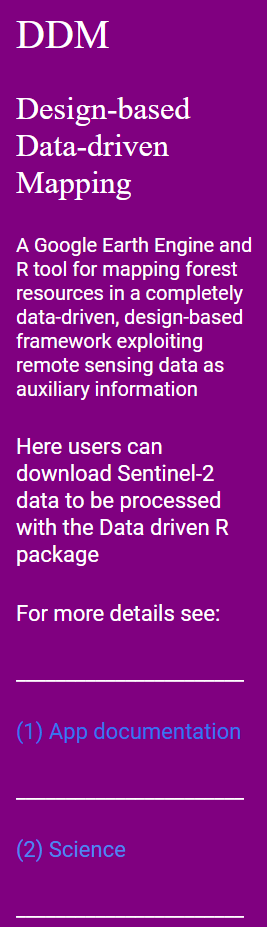 DDM
Design-based
Data-driven
Mapping
A Google Earth Engine and
R tool for mapping forest
resources in a completely
data-driven, design-based
framework exploiting
remote sensing data as
auxiliary information
Here users can
download Sentinel-2
data to be processed
with the Data driven R
package
For more details see:
(1) App documentation
(2) Science